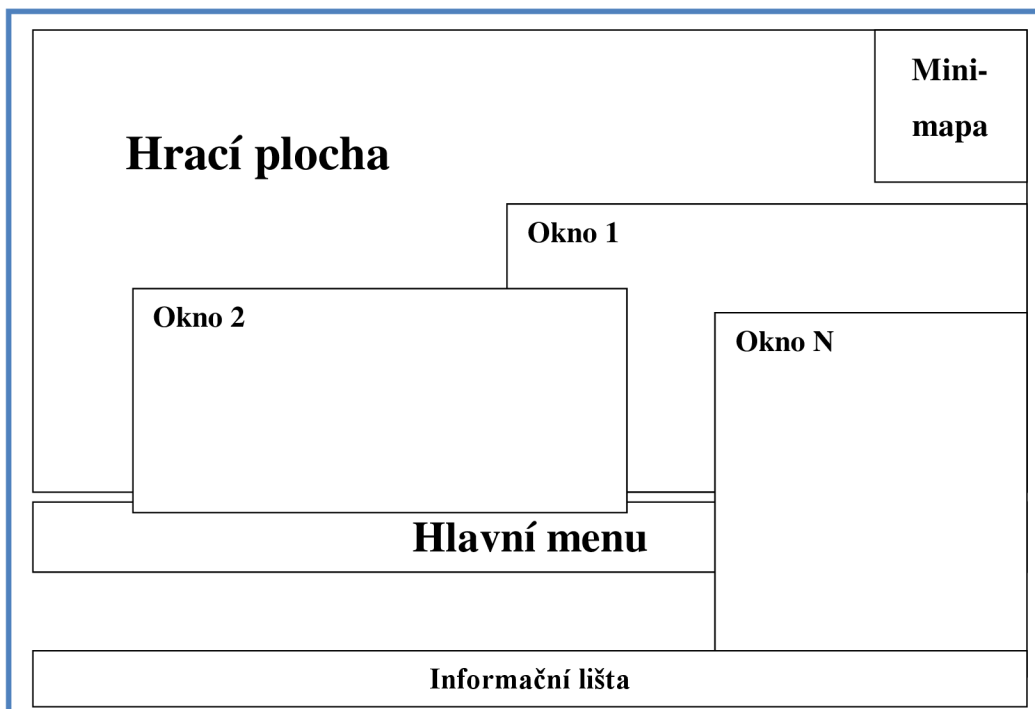 Mini-
mapa
Hrací plocha
Okno 1
Okno 2
Okno N
Hlavní menu
Informační lišta